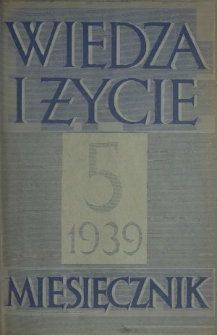 WIEDZA
I ŻYCIE
5
1939
MIESIĘCZNIK